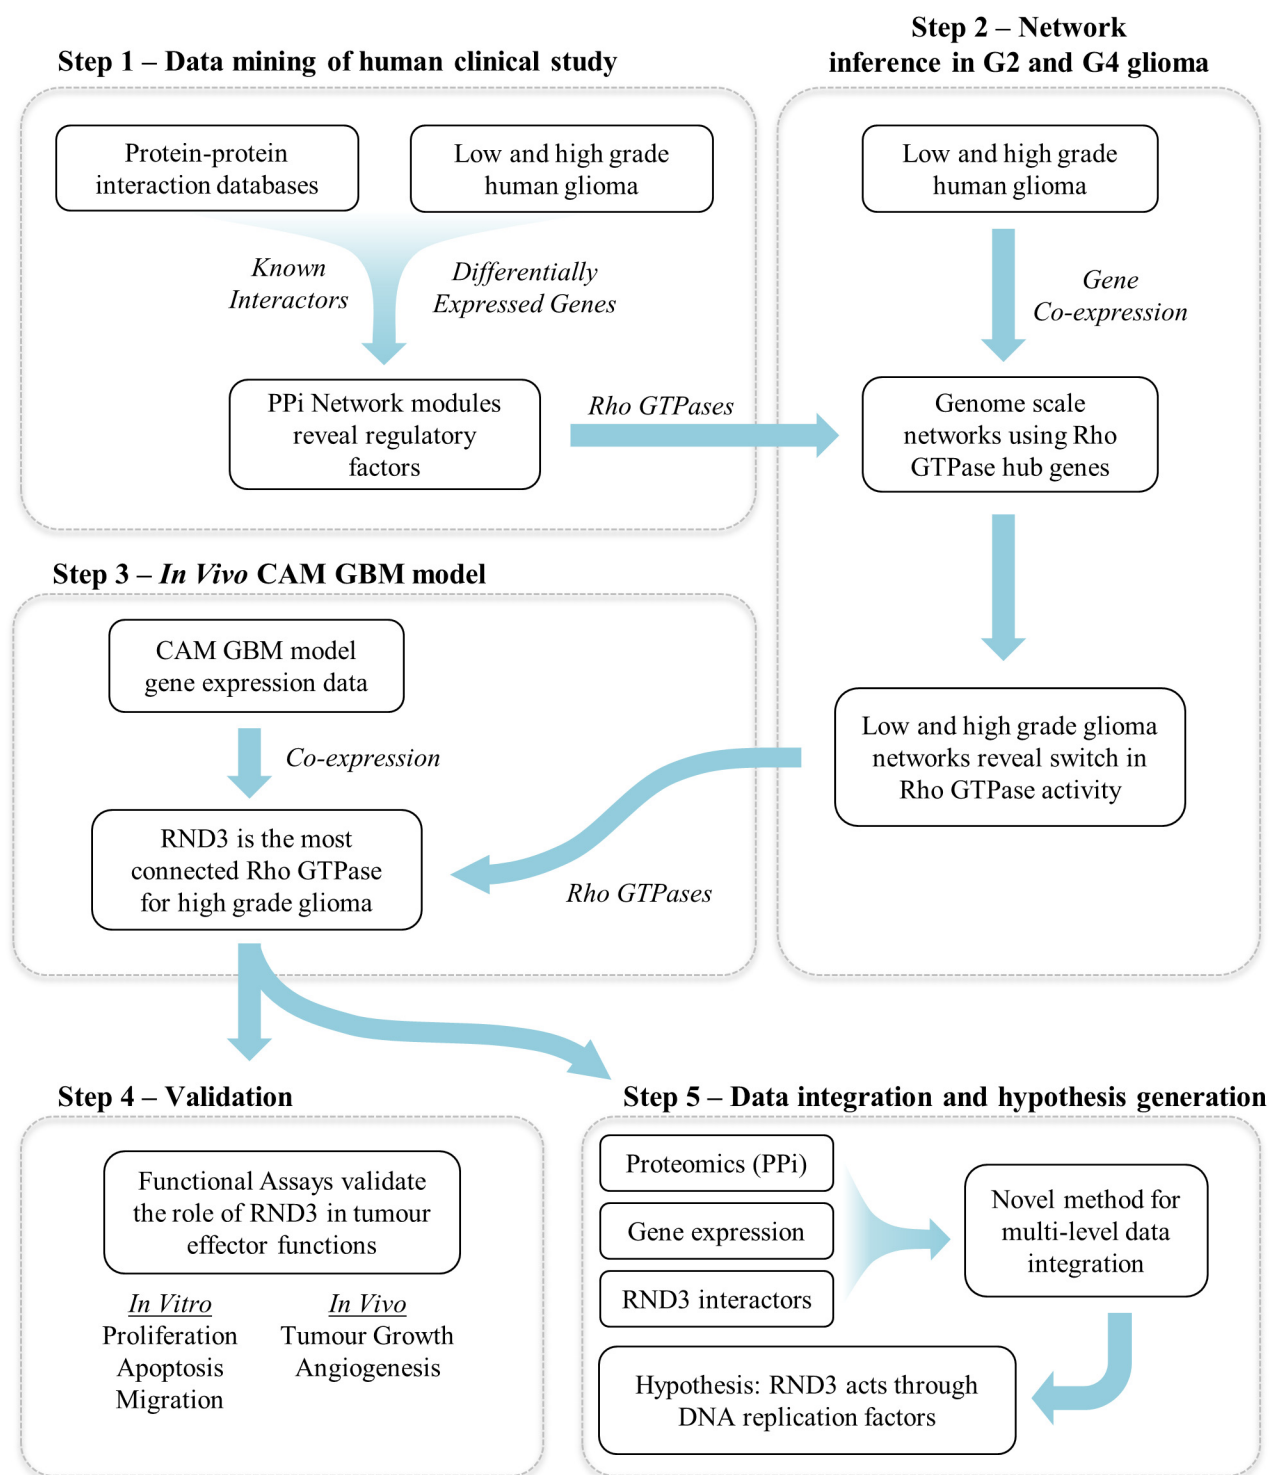 Step 1 – Data mining of human clinical study
Protein-protein
interaction databases
Low and high grade
human glioma
Known
Interactors
Differentially
Expressed Genes
PPi Network modules
reveal regulatory
factors
Rho GTPases
Step 2 – Network
inference in G2 and G4 glioma
Low and high grade
human glioma
Gene
Co-expression
Genome scale
networks using Rho
GTPase hub genes
Low and high grade glioma
networks reveal switch in
Rho GTPase activity
Step 3 – In Vivo CAM GBM model
CAM GBM model
gene expression data
Co-expression
RND3 is the most
connected Rho GTPase
for high grade glioma
Rho GTPases
Step 4 – Validation
Functional Assays validate
the role of RND3 in tumour
effector functions
In Vitro
Proliferation
Apoptosis
Migration
In Vivo
Tumour Growth
Angiogenesis
Step 5 – Data integration and hypothesis generation
Proteomics (PPi)
Gene expression
RND3 interactors
Novel method for
multi-level data
integration
Hypothesis: RND3 acts through
DNA replication factors